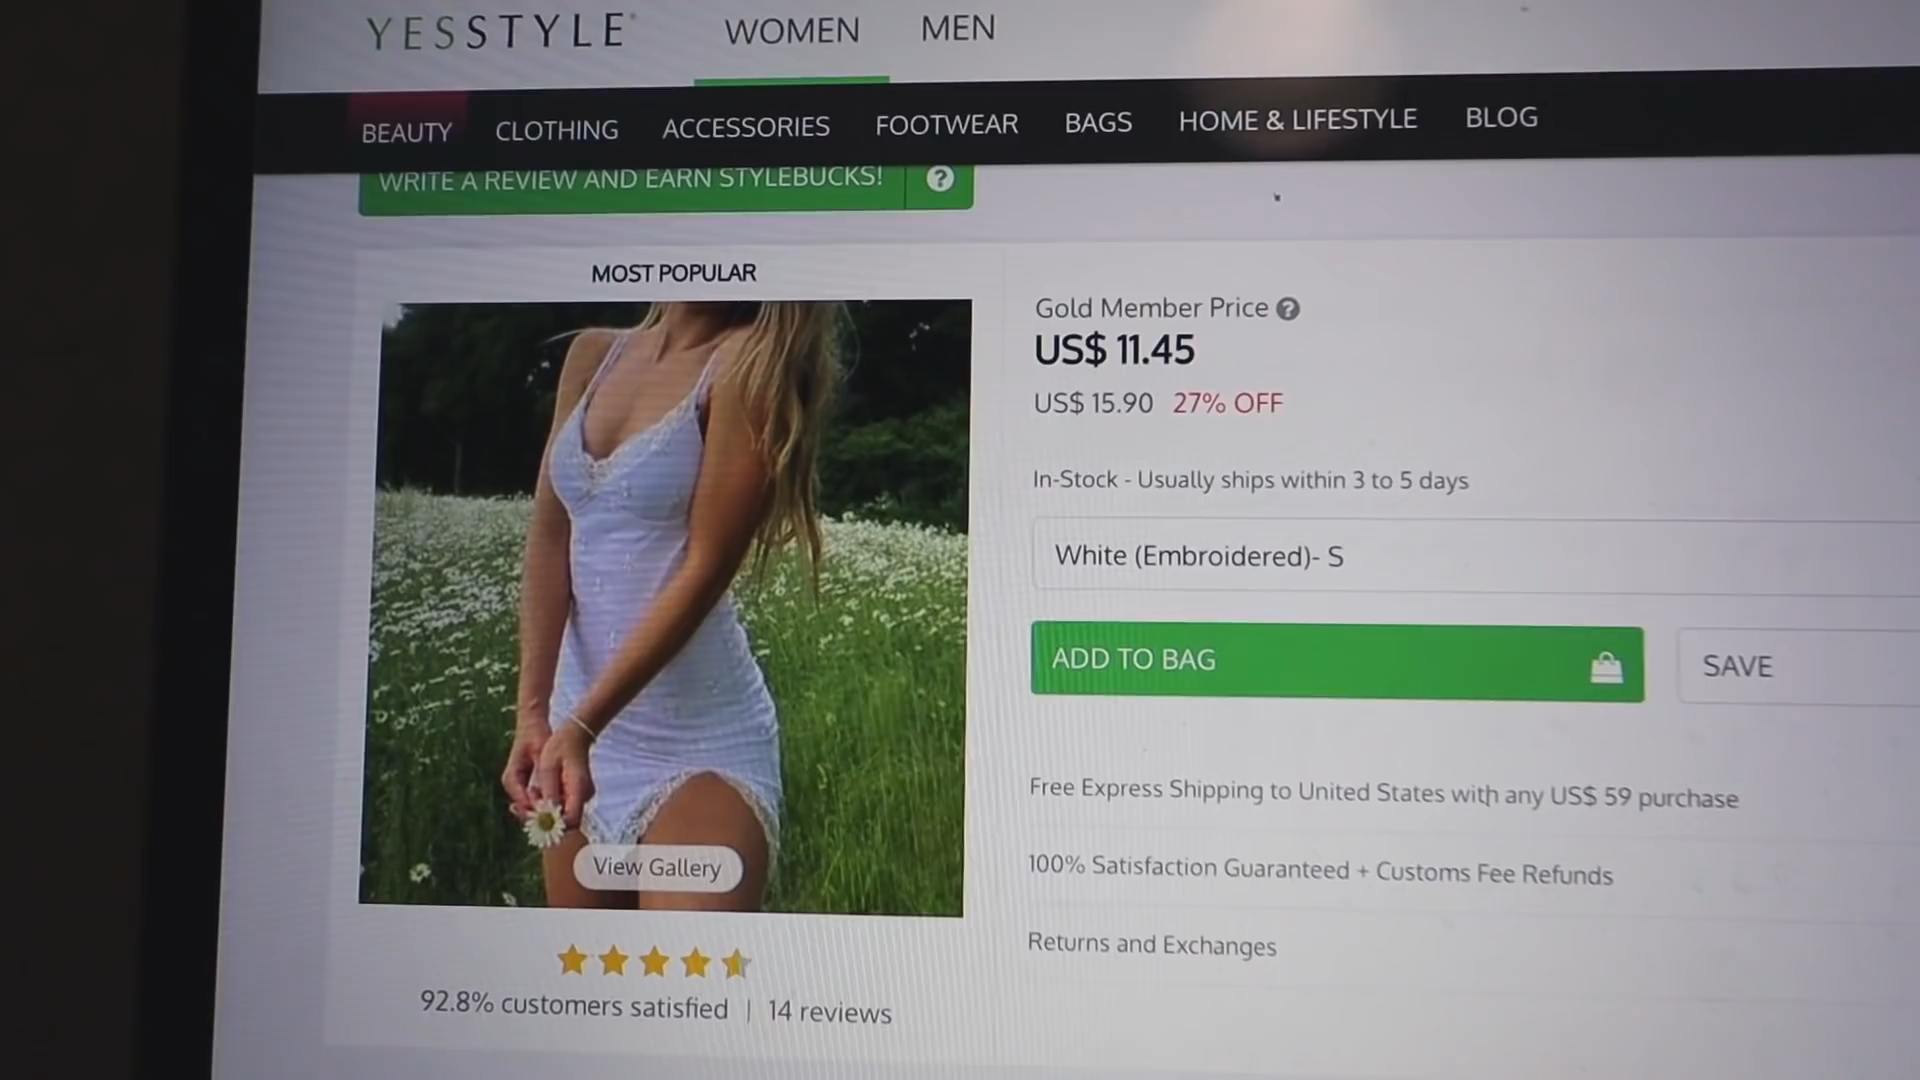 YESSTYLE
WOMEN MEN
BEAUTY CLOTHING ACCESSORIES FOOTWEAR BAGS HOME & LIFESTYLE BLOG
WRITE A REVIEW AND EARN STYLEBUCKS! ?
MOST POPULAR
Gold Member Price ?
US$ 11.45
US$ 15.90 27% OFF
In-Stock - Usually ships within 3 to 5 days
White (Embroidered)- S
ADD TO BAG
SAVE
Free Express Shipping to United States with any US$ 59 purchase
100% Satisfaction Guaranteed + Customs Fee Refunds
Returns and Exchanges
View Gallery
92.8% customers satisfied | 14 reviews